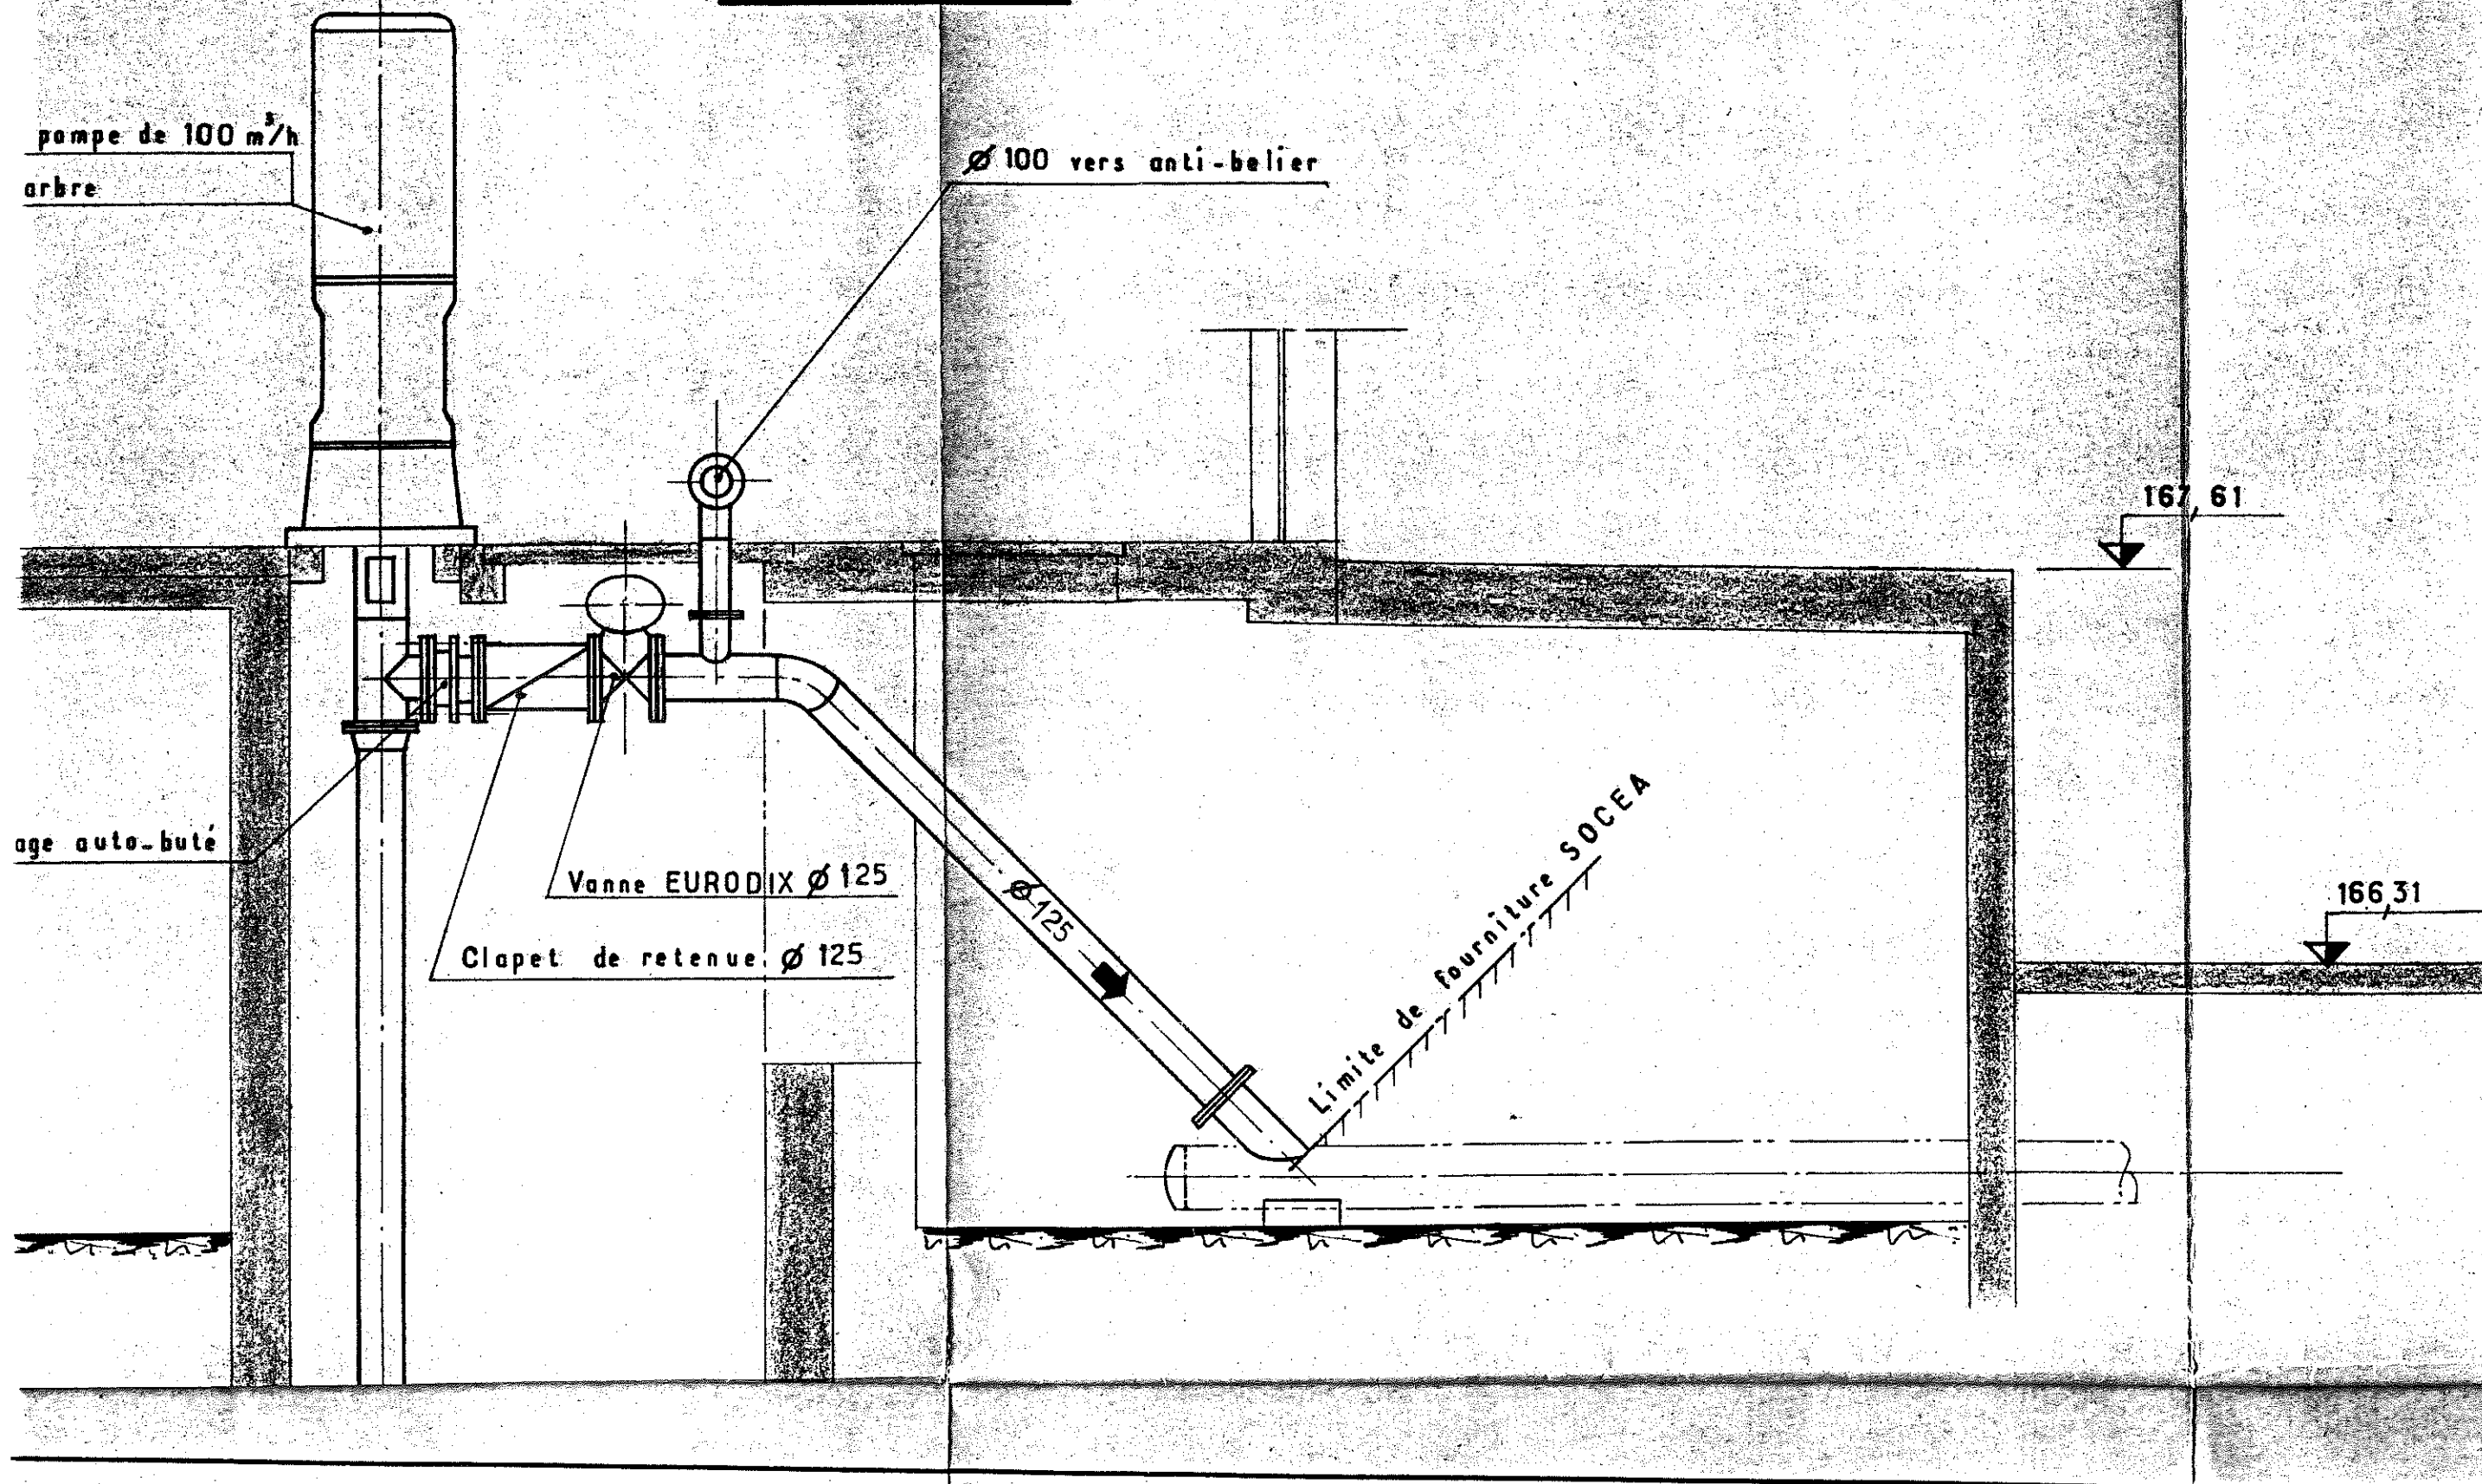 pompe de 100 m³/h
arbre
Ø 100 vers anti-belier
167,61
166,31
age auto-buté
Vanne EURODIX Ø 125
Clapet de retenue Ø 125
Ø 125
Limite de fourniture SOCEA